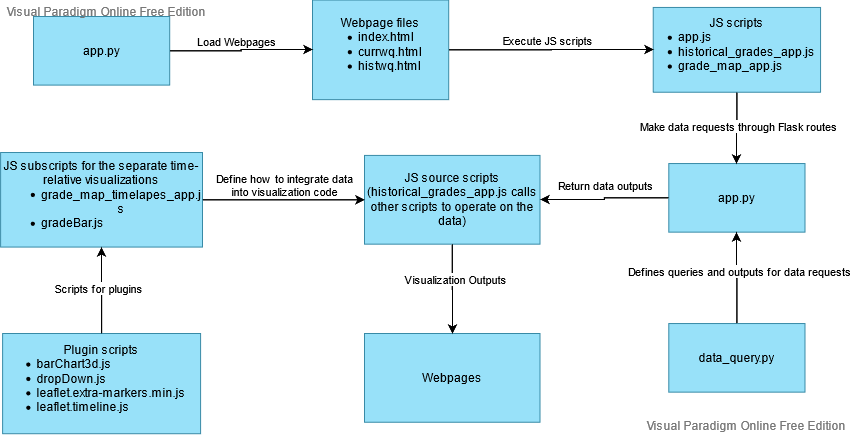 Visual Paradigm Online Free Edition
app.py
Load Webpages
Webpage files
index.html
currwq.html
histwq.html
Execute JS scripts
JS scripts
app.js
historical_grades_app.js
grade_map_app.js
Make data requests through Flask routes
JS subscripts for the separate time-
relative visualizations
grade_map_timelapes_app.j
s
gradeBar.js
Define how to integrate data
into visualization code
JS source scripts
(historical_grades_app.js calls
other scripts to operate on the
data)
Return data outputs
app.py
Scripts for plugins
Visualization Outputs
Defines queries and outputs for data requests
Plugin scripts
barChart3d.js
dropDown.js
leaflet.extra-markers.min.js
leaflet.timeline.js
Webpages
data_query.py
Visual Paradigm Online Free Edition